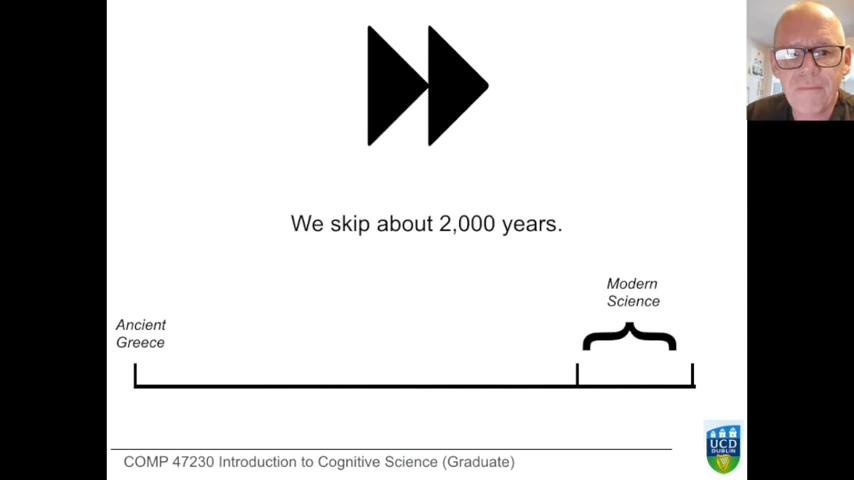 We skip about 2,000 years.
Modern
Science
Ancient
Greece
COMP 47230 Introduction to Cognitive Science (Graduate)
UCD
DUBLIN